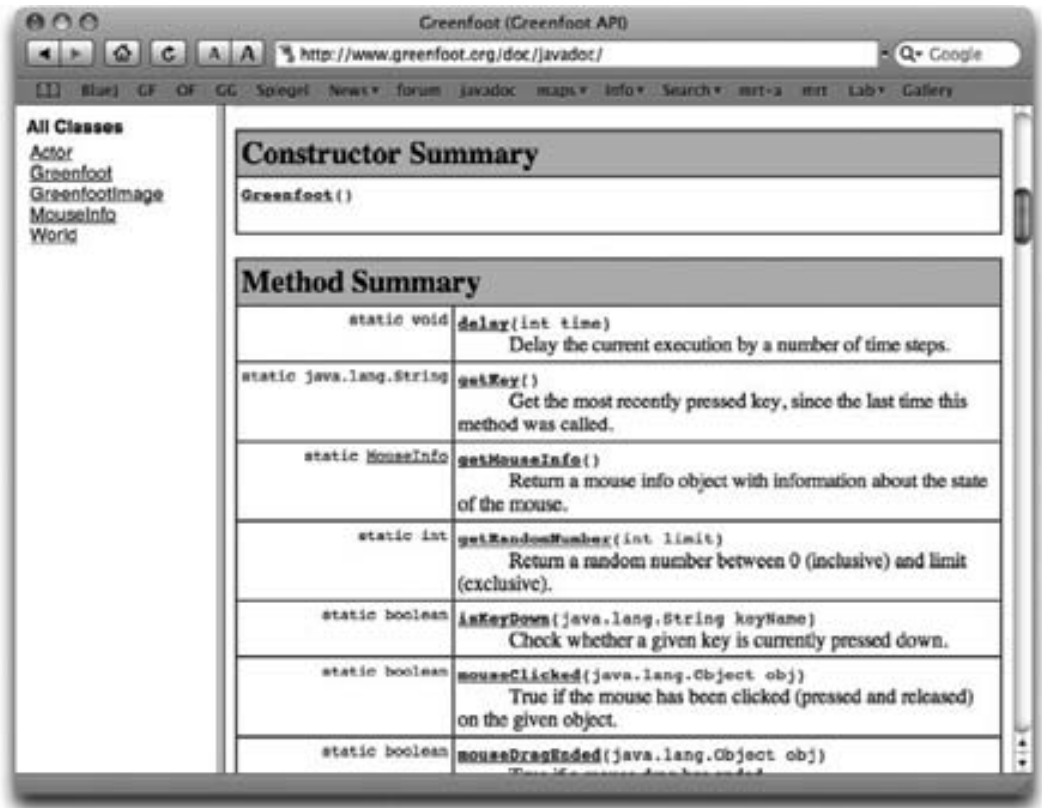 Greenfoot (Greenfoot API)
A A http://www.greenfoot.org/doc/javadoc/ Google
BlueJ GF OF GG Spiegel News forum javadoc maps Info Search mrt-a mrt Lab Gallery
All Classes
Actor
Greenfoot
GreenfootImage
MouseInfo
World
Constructor Summary
Greenfoot()
Method Summary
static void delay(int time)
Delay the current execution by a number of time steps.
static java.lang.String getKey()
Get the most recently pressed key, since the last time this
method was called.
static MouseInfo getMouseInfo()
Return a mouse info object with information about the state
of the mouse.
static int getRandomNumber(int limit)
Return a random number between 0 (inclusive) and limit
(exclusive).
static boolean isKeyDown(java.lang.String keyName)
Check whether a given key is currently pressed down.
static boolean mouseClicked(java.lang.Object obj)
True if the mouse has been clicked (pressed and released)
on the given object.
static boolean mouseDragEnded(java.lang.Object obj)